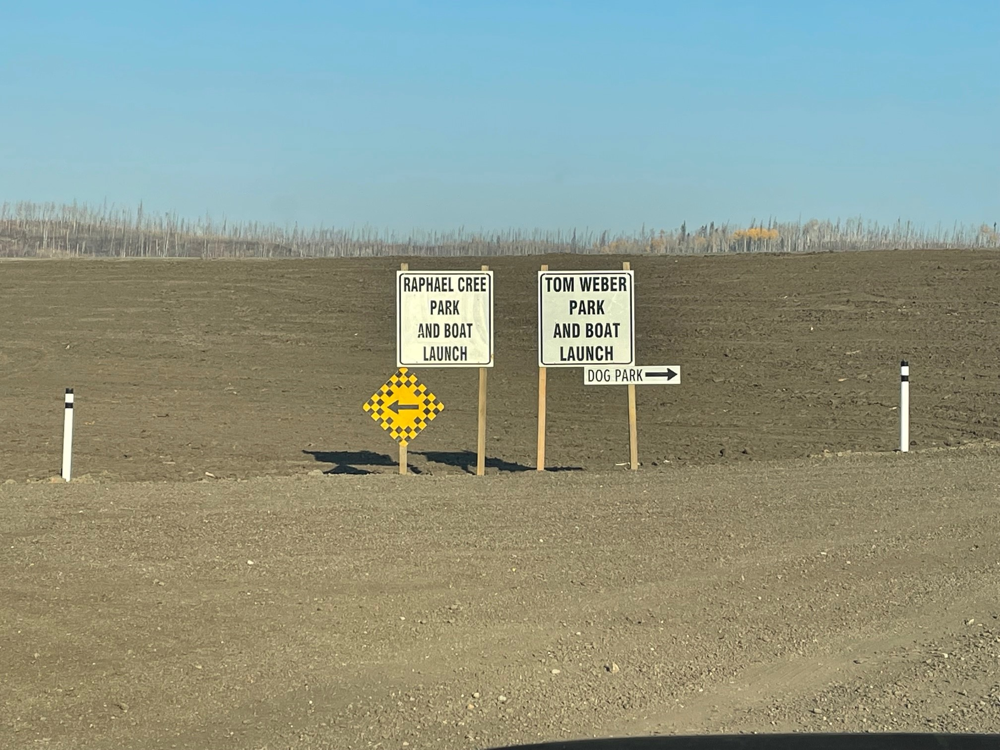 RAPHAEL CREE
PARK
AND BOAT
LAUNCH
TOM WEBER
PARK
AND BOAT
LAUNCH
DOG PARK